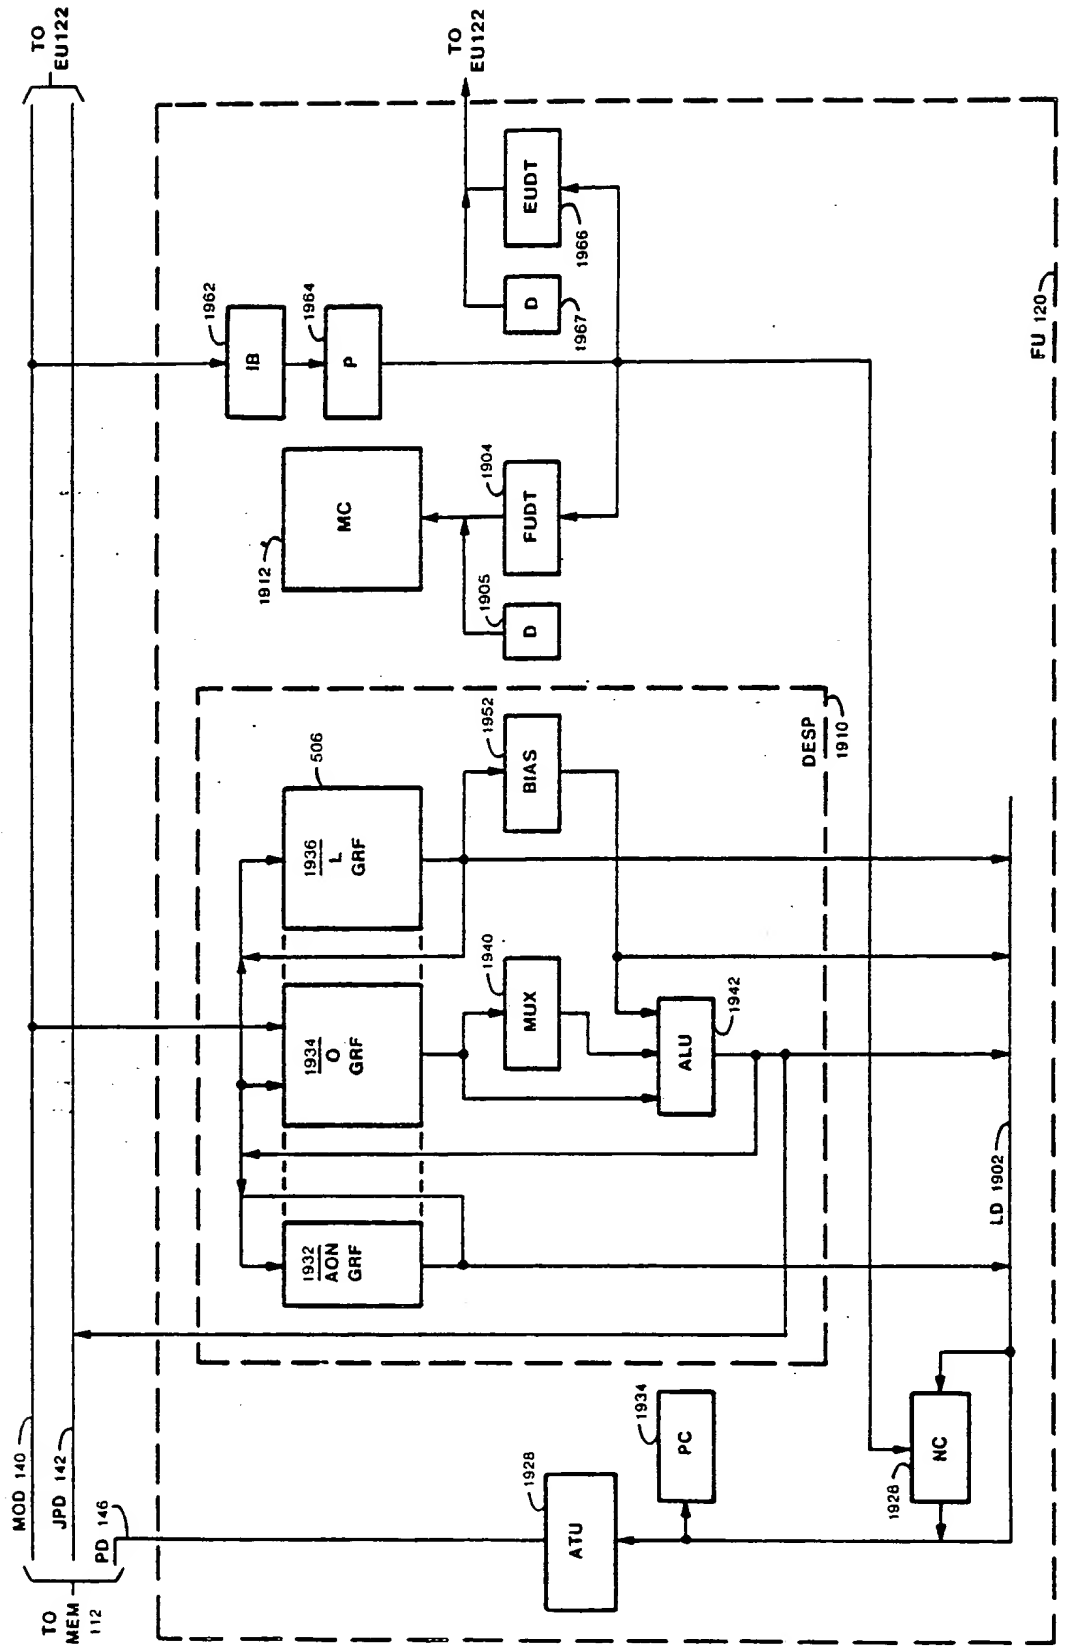 TO
MEM
112
MOD 140
JPD 142
PD 146
TO
EU122
TO
EU122
1962
IB
1964
P
1912
MC
506
1936
L
GRF
1934
O
GRF
1932
AON
GRF
1904
FUDT
1905
D
EUDT
1966
D
1967
1952
BIAS
1940
MUX
1928
ATU
1934
PC
ALU
1942
DESP
1910
1926
NC
LD 1902
FU 120